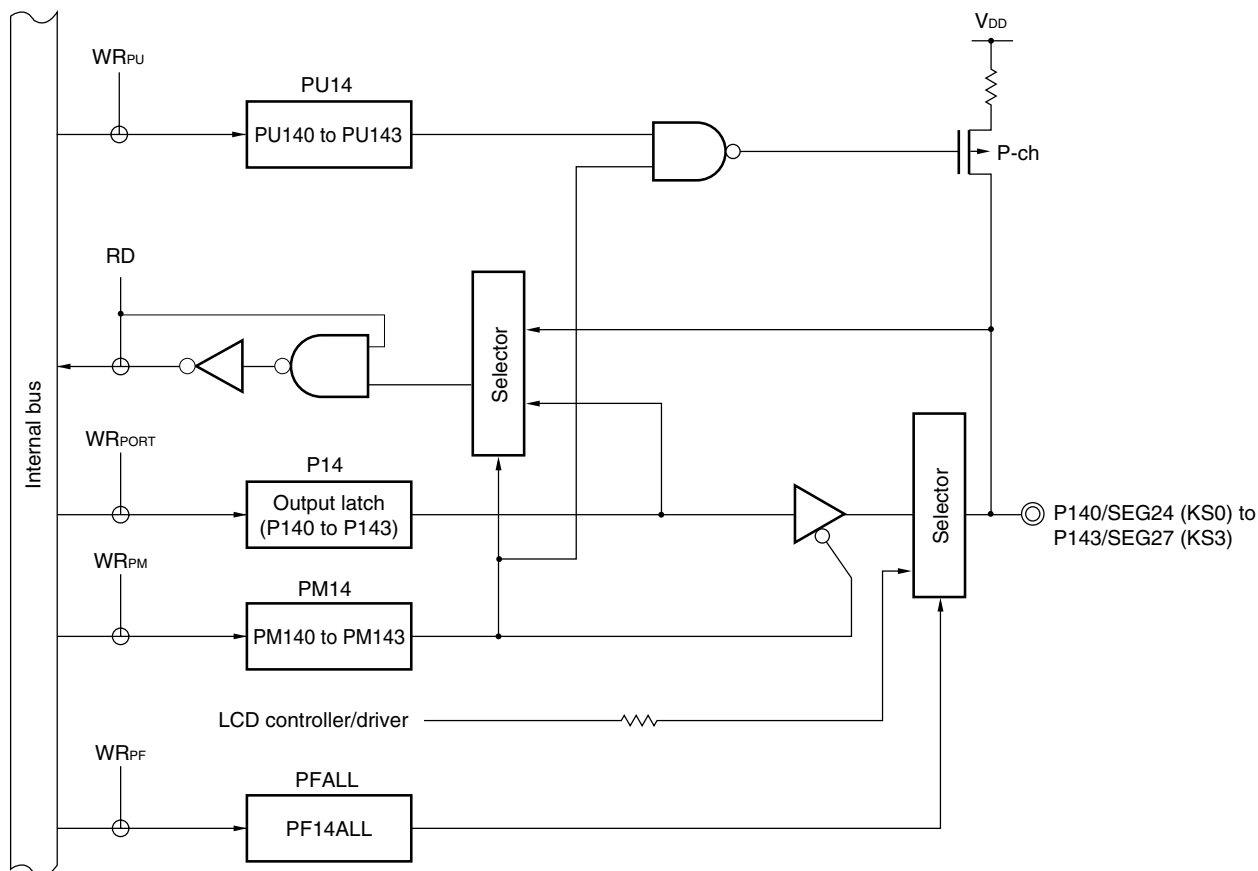 VDD
WRPU
PU14
PU140 to PU143
P-ch
RD
Selector
Internal bus
WRPORT
P14
Output latch
(P140 to P143)
Selector
P140/SEG24 (KS0) to
P143/SEG27 (KS3)
WRPM
PM14
PM140 to PM143
LCD controller/driver
WRPF
PFALL
PF14ALL